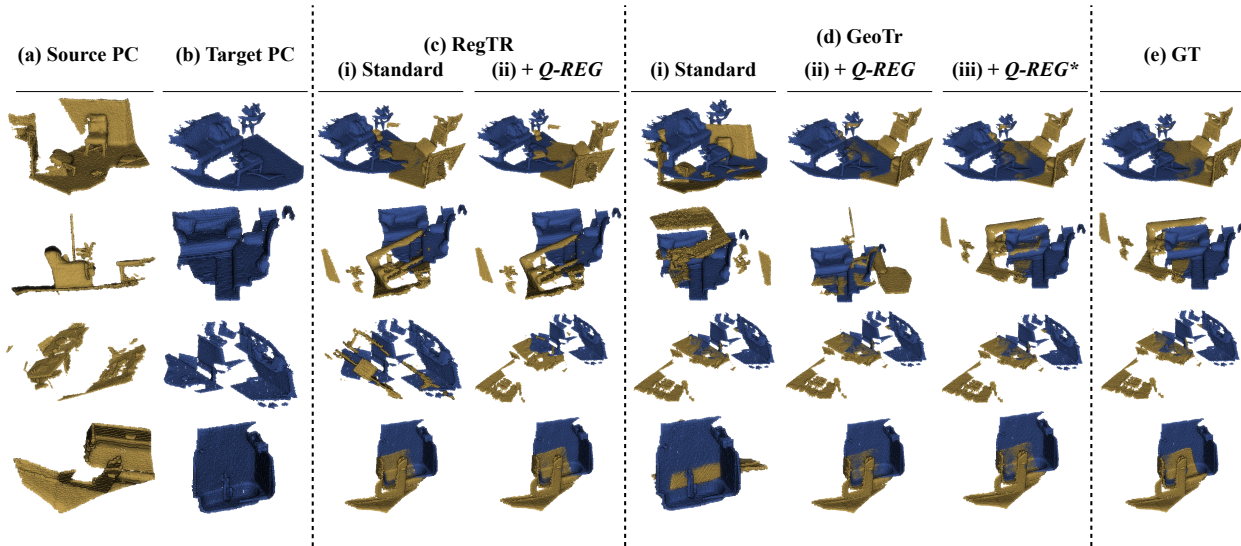 (a) Source PC
(b) Target PC
(c) RegTR
(i) Standard
(ii) + Q-REG
(d) GeoTr
(i) Standard
(ii) + Q-REG
(iii) + Q-REG*
(e) GT